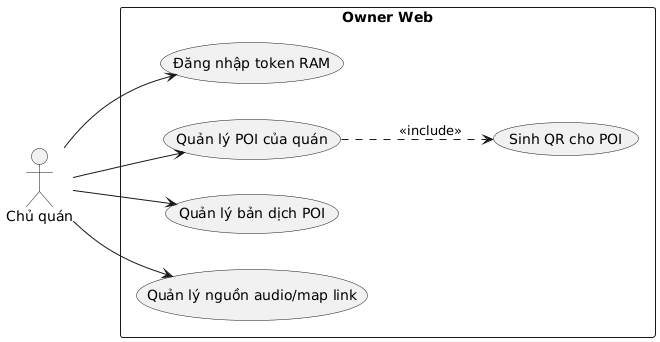 Owner Web
Đăng nhập token RAM
Quản lý POI của quán
«include»
Sinh QR cho POI
Chủ quán
Quản lý bản dịch POI
Quản lý nguồn audio/map link